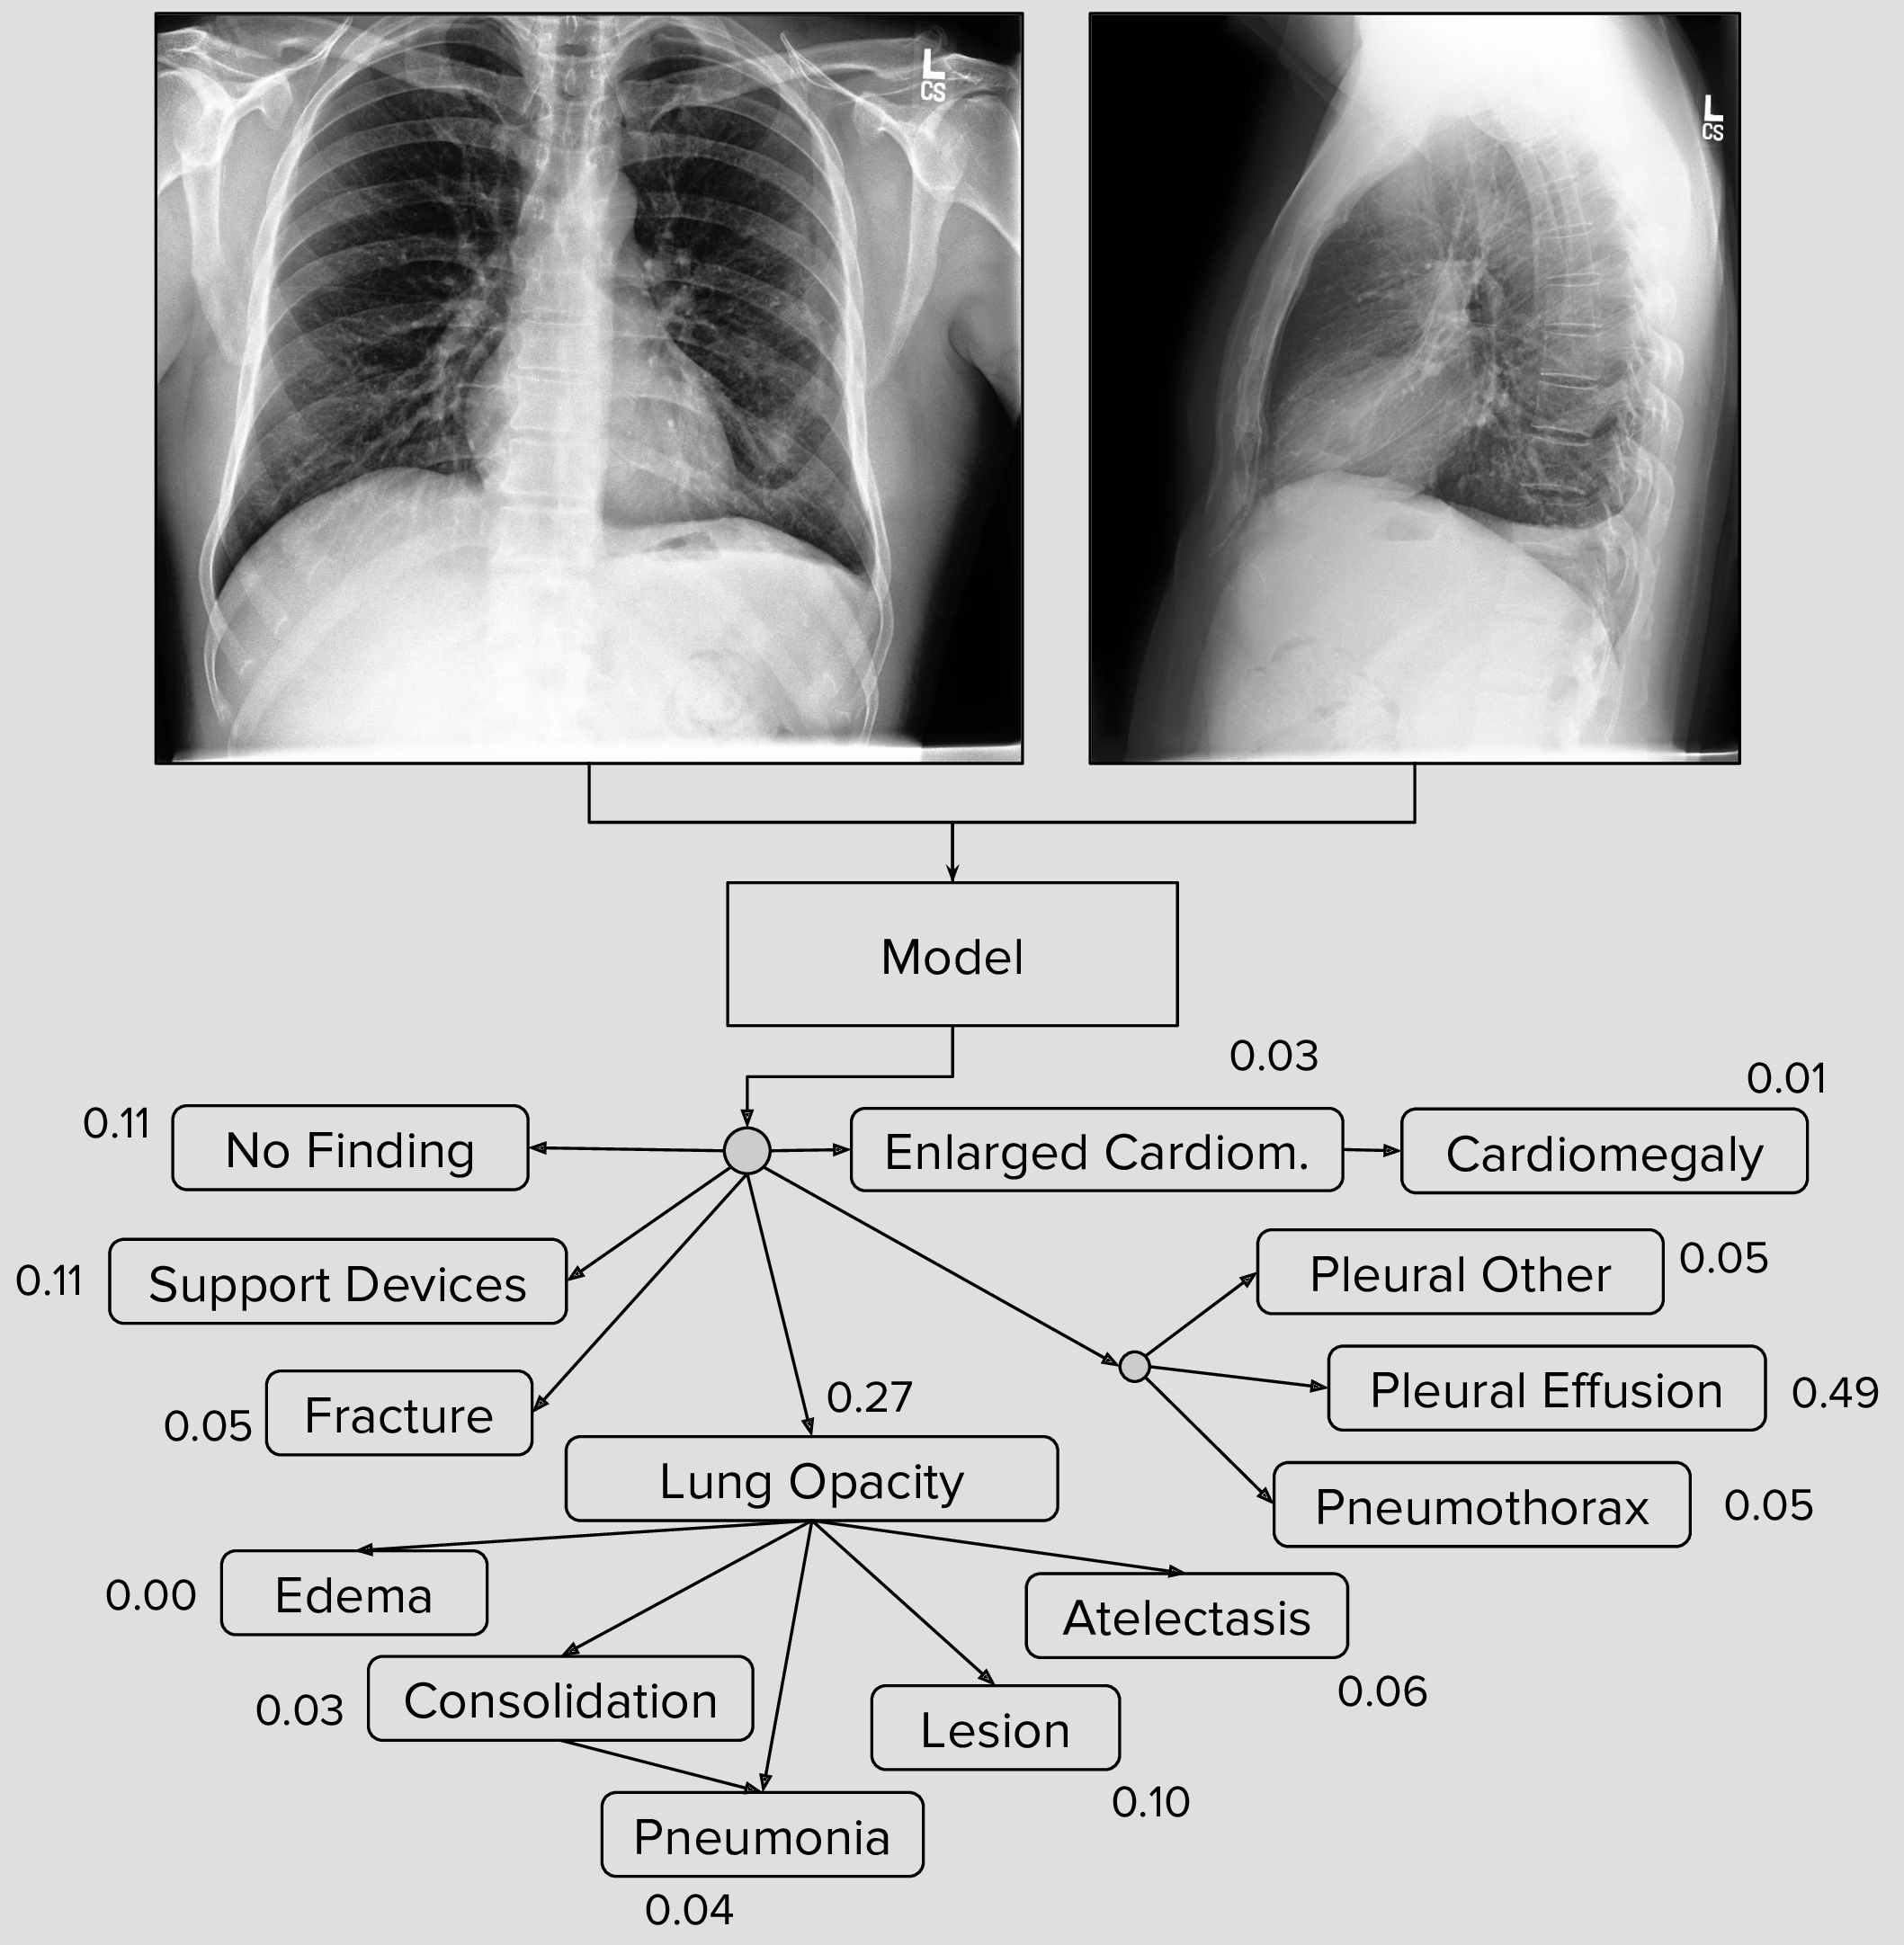 L
CS
L
CS
Model
0.03
0.01
0.11
No Finding
Enlarged Cardiom.
Cardiomegaly
0.11
Support Devices
Pleural Other
0.05
0.05
Fracture
0.27
Pleural Effusion
0.49
Lung Opacity
Pneumothorax
0.05
0.00
Edema
Atelectasis
0.06
0.03
Consolidation
Lesion
0.10
Pneumonia
0.04